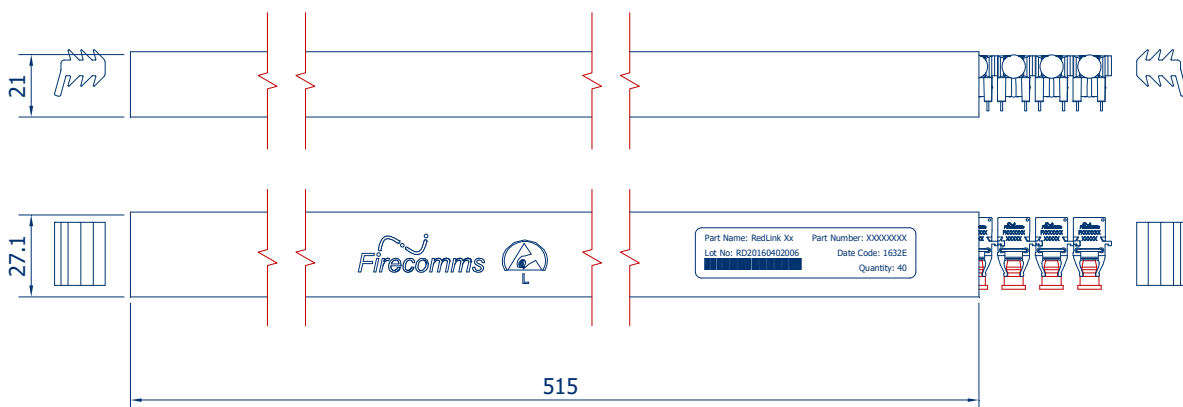 21
27.1
Firecomms
L
Part Name: RedLink Xx Part Number: XXXXXXXX
Lot No: RD20160402006 Date Code: 1632E
Quantity: 40
515